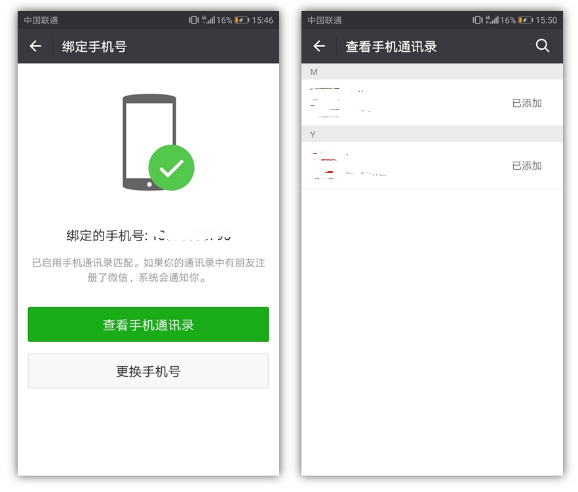 中国联通 16% 15:46
绑定手机号
绑定的手机号:
已启用手机通讯录匹配。如果你的通讯录中有朋友注
册了微信，系统会通知你。
查看手机通讯录
更换手机号
中国联通 16% 15:50
查看手机通讯录
M
已添加
Y
已添加